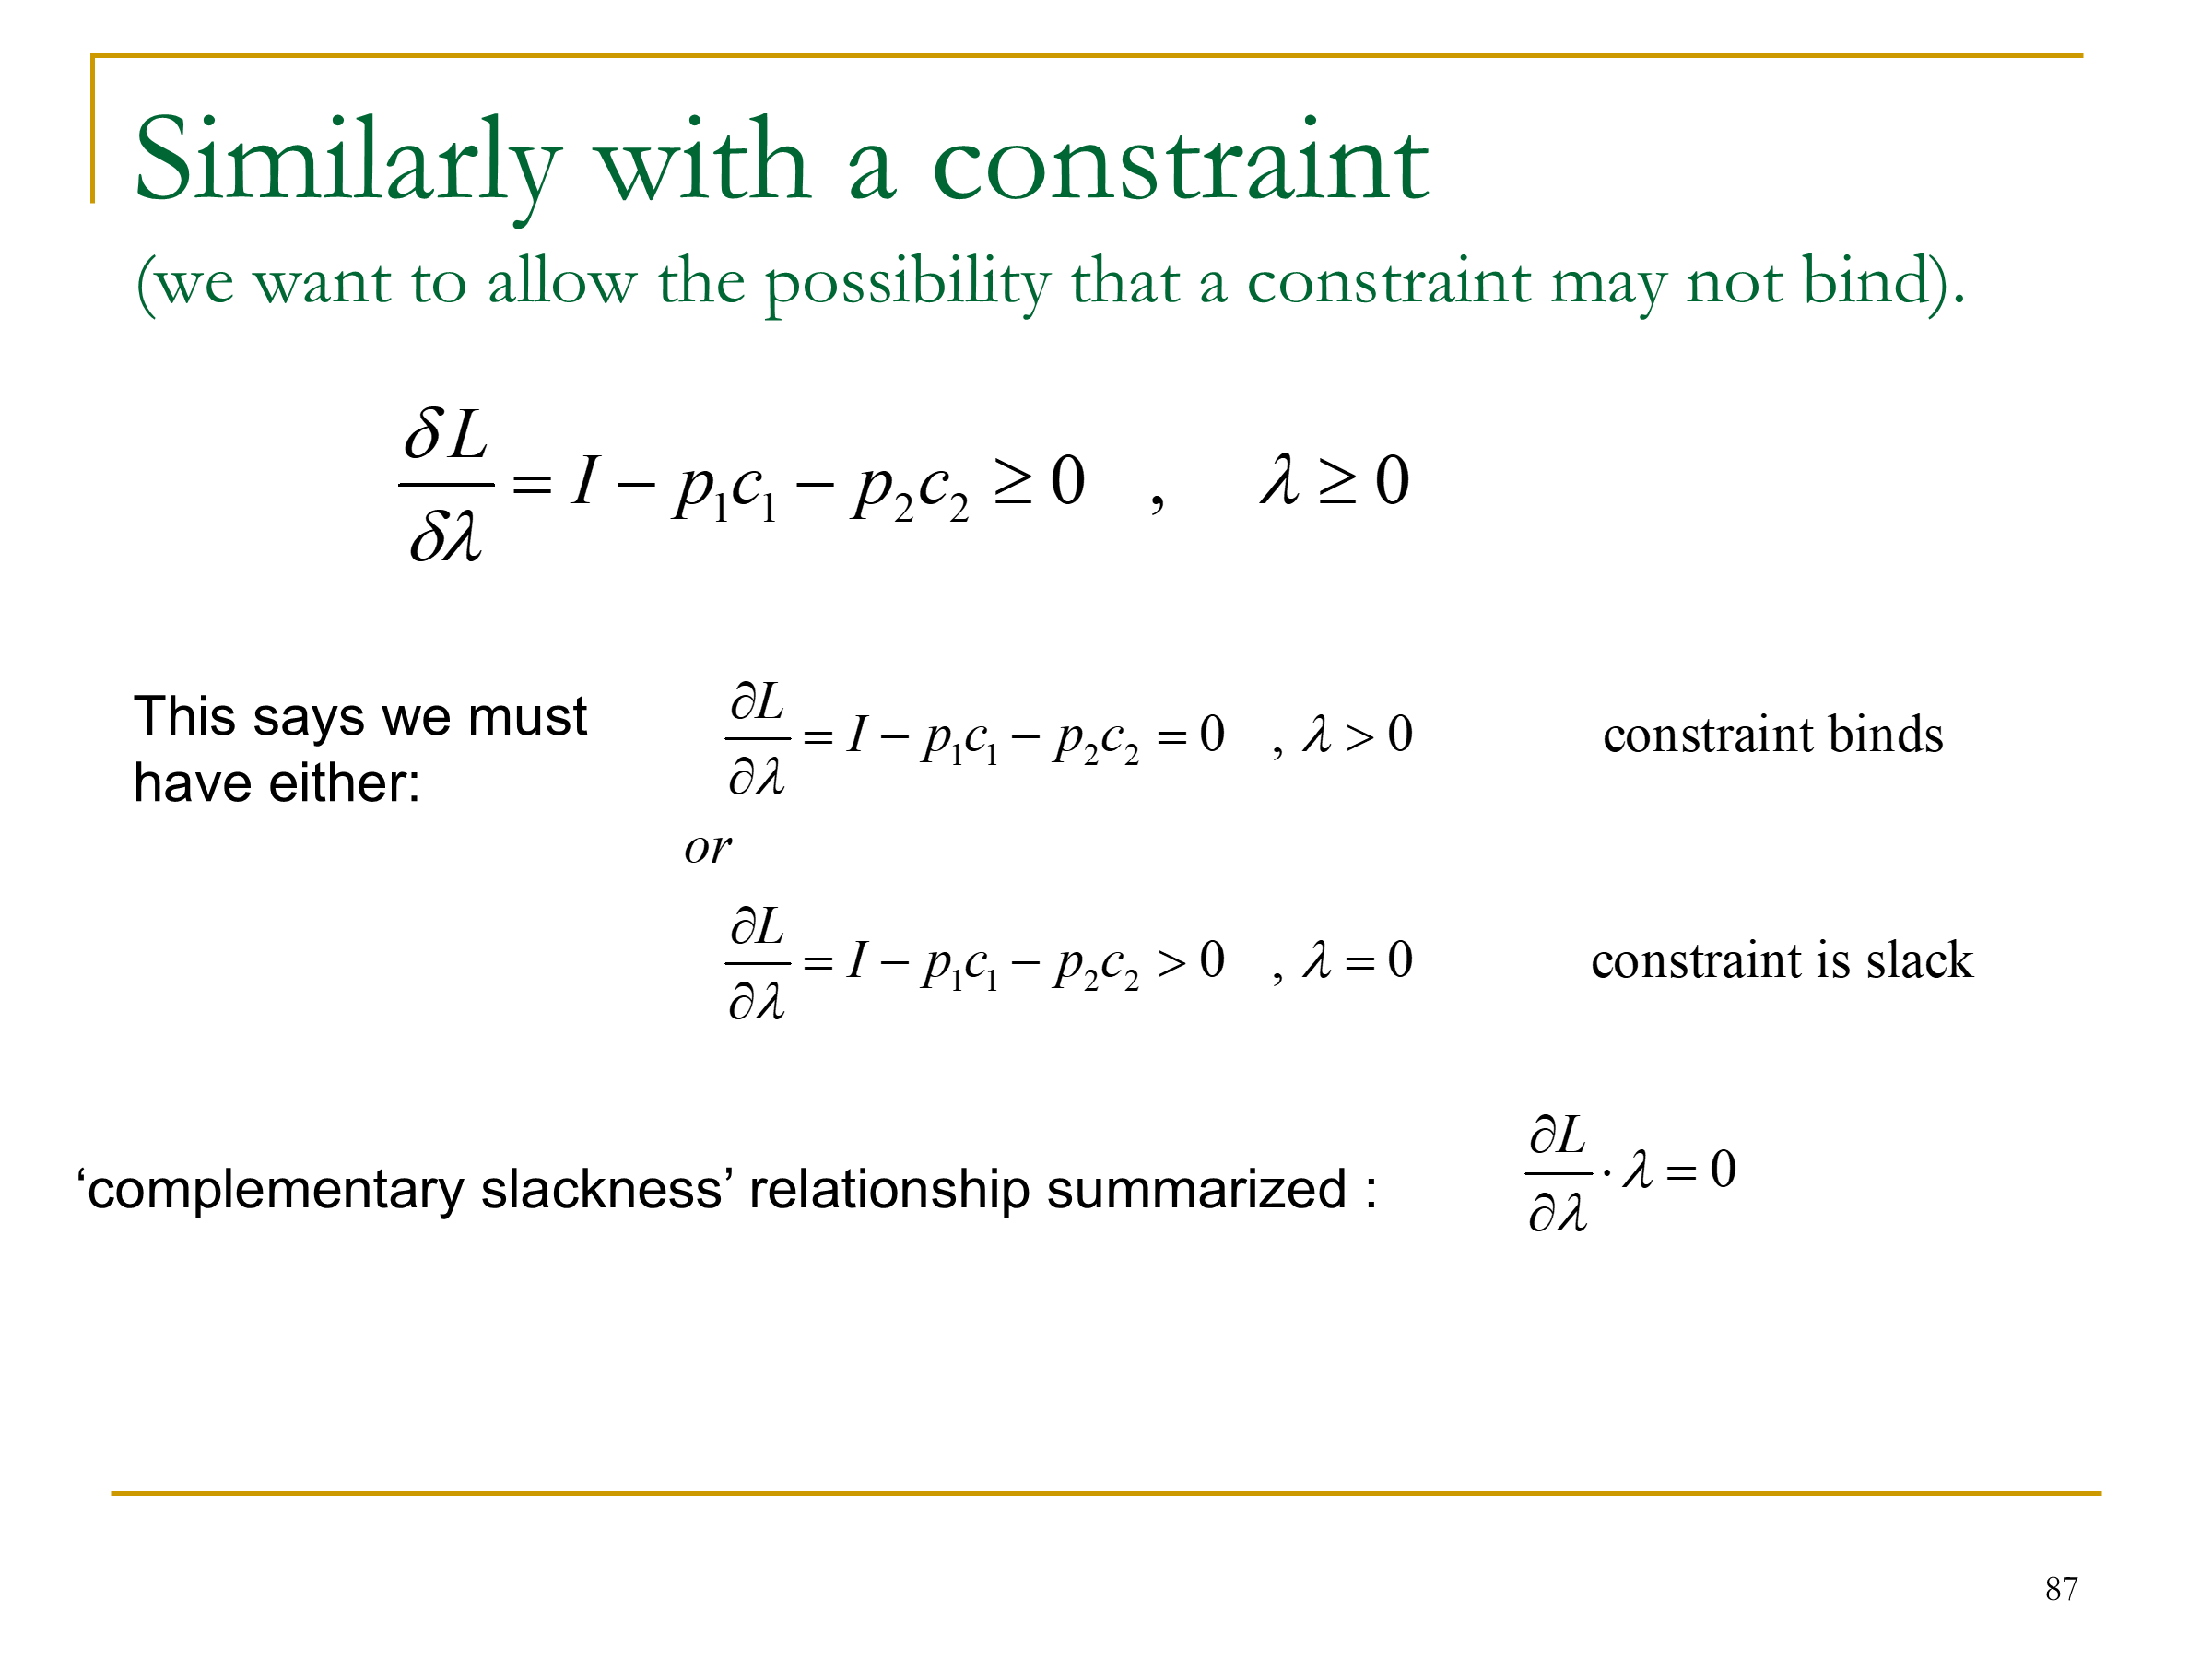 Similarly with a constraint
(we want to allow the possibility that a constraint may not bind).
δL/δλ = I − p₁c₁ − p₂c₂ ≥ 0 , λ ≥ 0
This says we must
have either:
∂L/∂λ = I − p₁c₁ − p₂c₂ = 0 , λ > 0 constraint binds
or
∂L/∂λ = I − p₁c₁ − p₂c₂ > 0 , λ = 0 constraint is slack
‘complementary slackness’ relationship summarized : ∂L/∂λ · λ = 0
87